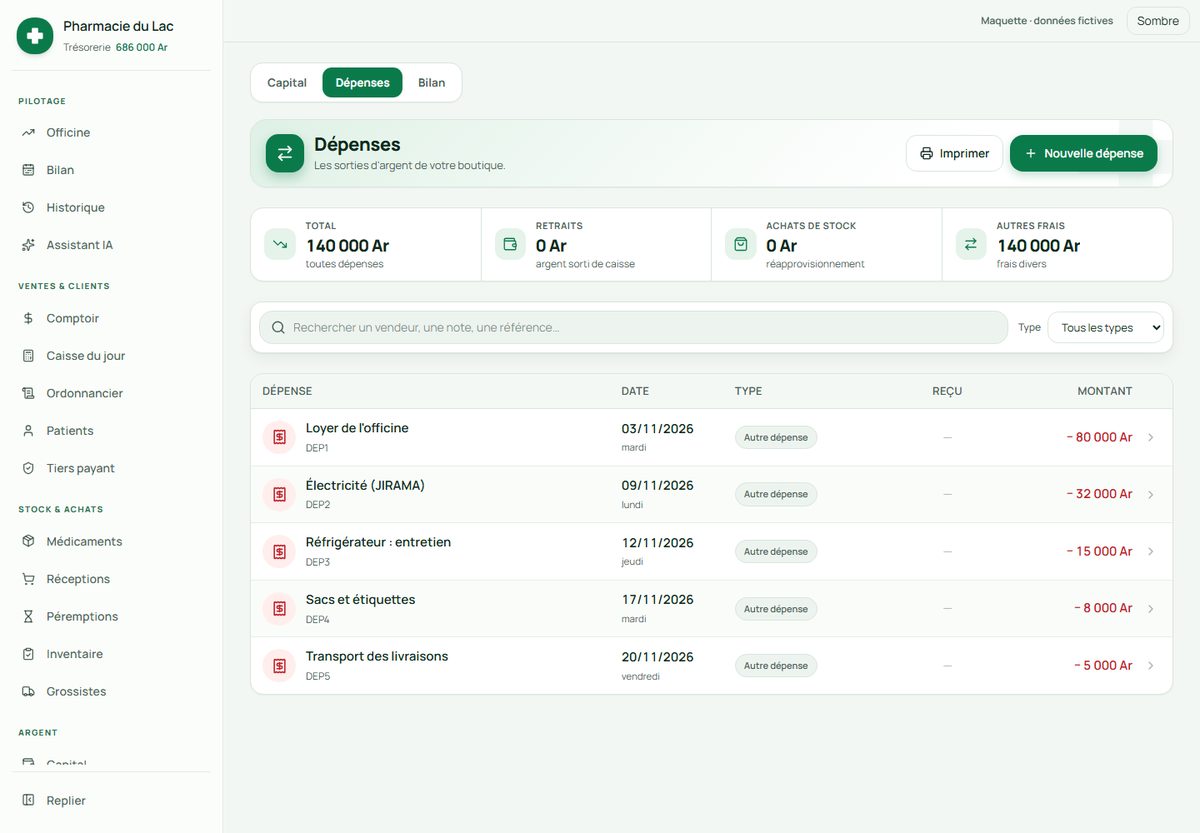 Pharmacie du Lac
Trésorerie 686 000 Ar
PILOTAGE
Officine
Bilan
Historique
Assistant IA
VENTES & CLIENTS
Comptoir
Caisse du jour
Ordonnancier
Patients
Tiers payant
STOCK & ACHATS
Médicaments
Réceptions
Péremptions
Inventaire
Grossistes
ARGENT
Capital
Replier
Maquette · données fictives
Sombre
Capital
Dépenses
Bilan
Dépenses
Les sorties d'argent de votre boutique.
Imprimer
+ Nouvelle dépense
TOTAL
140 000 Ar
toutes dépenses
RETRAITS
0 Ar
argent sorti de caisse
ACHATS DE STOCK
0 Ar
réapprovisionnement
AUTRES FRAIS
140 000 Ar
frais divers
Rechercher un vendeur, une note, une référence...
Type
Tous les types
DÉPENSE DATE TYPE REÇU MONTANT
Loyer de l'officine 03/11/2026 Autre dépense — − 80 000 Ar
DEP1 mardi
Électricité (JIRAMA) 09/11/2026 Autre dépense — − 32 000 Ar
DEP2 lundi
Réfrigérateur : entretien 12/11/2026 Autre dépense — − 15 000 Ar
DEP3 jeudi
Sacs et étiquettes 17/11/2026 Autre dépense — − 8 000 Ar
DEP4 mardi
Transport des livraisons 20/11/2026 Autre dépense — − 5 000 Ar
DEP5 vendredi